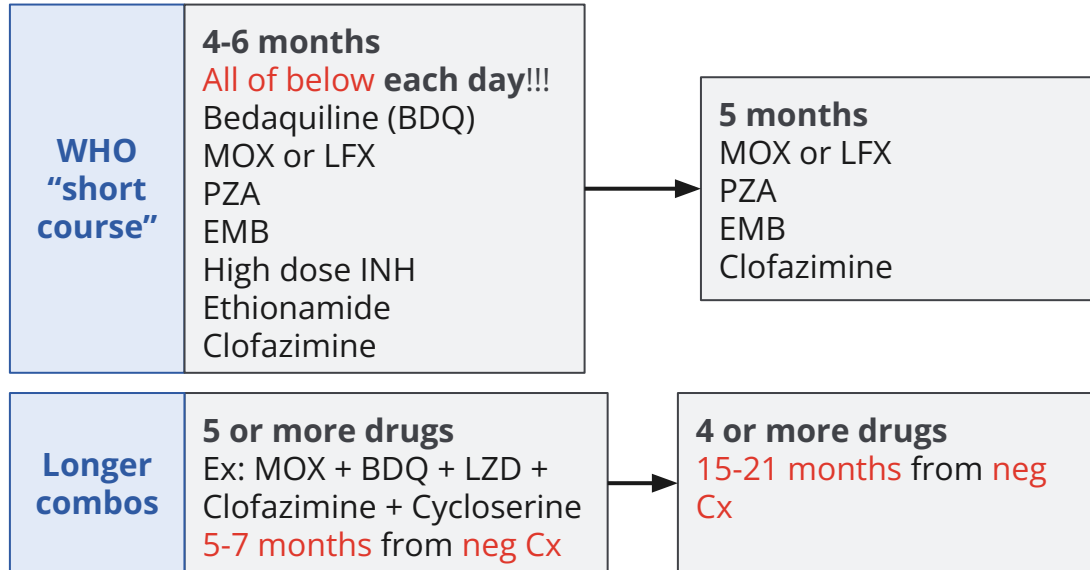 WHO
“short
course”
4-6 months
All of below each day!!!
Bedaquiline (BDQ)
MOX or LFX
PZA
EMB
High dose INH
Ethionamide
Clofazimine
5 months
MOX or LFX
PZA
EMB
Clofazimine
Longer
combos
5 or more drugs
Ex: MOX + BDQ + LZD +
Clofazimine + Cycloserine
5-7 months from neg Cx
4 or more drugs
15-21 months from neg
Cx